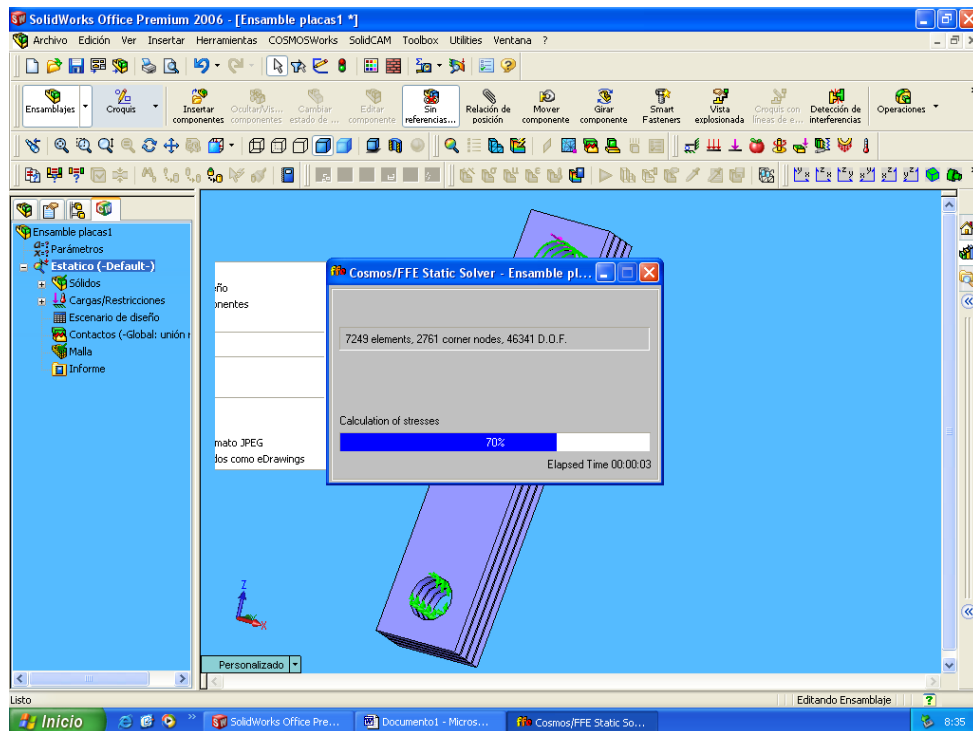 SolidWorks Office Premium 2006 - [Ensamble placas1 *]
Archivo Edición Ver Insertar Herramientas COSMOSWorks SolidCAM Toolbox Utilities Ventana ?
Ensamblajes
Croquis
Insertar componentes
Ocultar/Vis... componentes
Cambiar estado de ...
Editar componente
Sin referencias...
Relación de posición
Mover componente
Girar componente
Smart Fasteners
Vista explosionada
Croquis con líneas de e...
Detección de interferencias
Operaciones
Ensamble placas1
Parámetros
Estatico (-Default-)
Sólidos
Cargas/Restricciones
Escenario de diseño
Contactos (-Global: unión r
Malla
Informe
eño
onentes
mato JPEG
dos como eDrawings
Cosmos/FFE Static Solver - Ensamble pl...
7249 elements, 2761 corner nodes, 46341 D.O.F.
Calculation of stresses
70%
Elapsed Time 00:00:03
Z
x
Personalizado
Listo
Editando Ensamblaje
Inicio
SolidWorks Office Pre...
Documento1 - Micros...
Cosmos/FFE Static So...
8:35